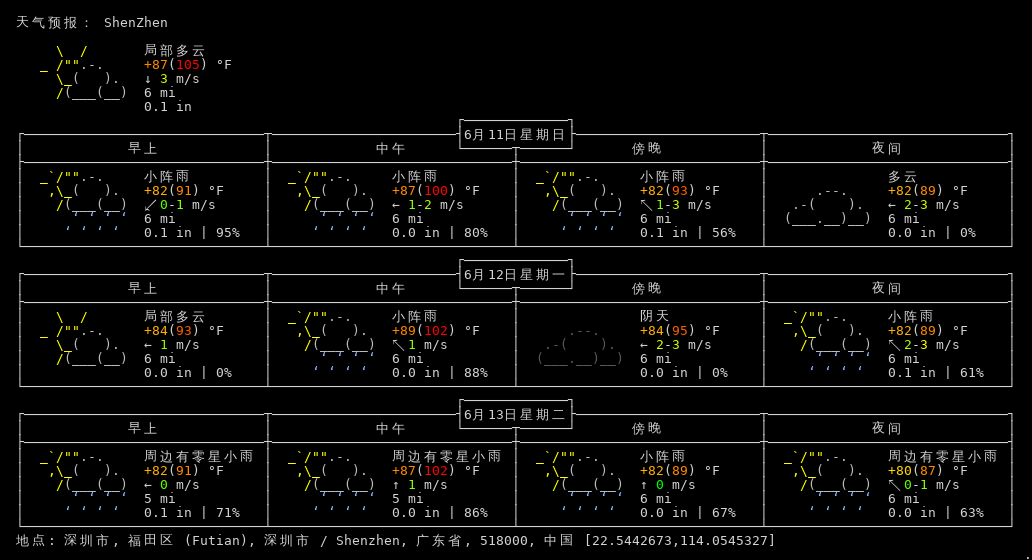 天气预报： ShenZhen
局部多云
+87(105) °F
↓ 3 m/s
6 mi
0.1 in
6月11日星期日
早上 中午 傍晚 夜间
小阵雨 小阵雨 小阵雨 多云
+82(91) °F +87(100) °F +82(93) °F +82(89) °F
↙ 0-1 m/s ← 1-2 m/s ↖ 1-3 m/s ← 2-3 m/s
6 mi 6 mi 6 mi 6 mi
0.1 in | 95% 0.0 in | 80% 0.1 in | 56% 0.0 in | 0%
6月12日星期一
早上 中午 傍晚 夜间
局部多云 小阵雨 阴天 小阵雨
+84(93) °F +89(102) °F +84(95) °F +82(89) °F
← 1 m/s ↖ 1 m/s ← 2-3 m/s ↖ 2-3 m/s
6 mi 6 mi 6 mi 6 mi
0.0 in | 0% 0.0 in | 88% 0.0 in | 0% 0.1 in | 61%
6月13日星期二
早上 中午 傍晚 夜间
周边有零星小雨 周边有零星小雨 小阵雨 周边有零星小雨
+82(91) °F +87(102) °F +82(89) °F +80(87) °F
← 0 m/s ↑ 1 m/s ↑ 0 m/s ↖ 0-1 m/s
5 mi 5 mi 6 mi 6 mi
0.1 in | 71% 0.0 in | 86% 0.0 in | 67% 0.0 in | 63%
地点: 深圳市, 福田区 (Futian), 深圳市 / Shenzhen, 广东省, 518000, 中国 [22.5442673,114.0545327]